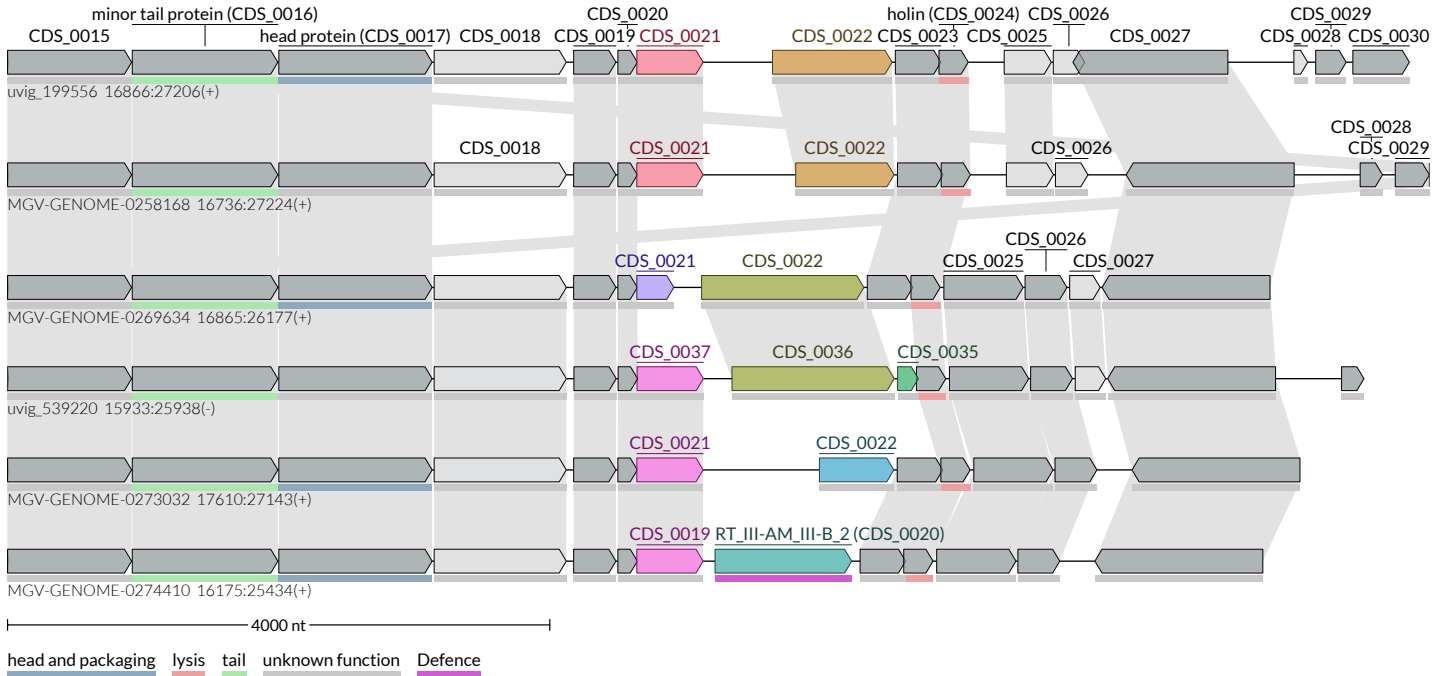 minor tail protein (CDS_0016) CDS_0020 holin (CDS_0024) CDS_0026 CDS_0029
CDS_0015 head protein (CDS_0017) CDS_0018 CDS_0019 CDS_0021 CDS_0022 CDS_0023 CDS_0025 CDS_0027 CDS_0028 CDS_0030
uvig_199556 16866:27206(+)
CDS_0028
CDS_0018 CDS_0021 CDS_0022 CDS_0026 CDS_0029
MGV-GENOME-0258168 16736:27224(+)
CDS_0026
CDS_0021 CDS_0022 CDS_0025 CDS_0027
MGV-GENOME-0269634 16865:26177(+)
CDS_0037 CDS_0036 CDS_0035
uvig_539220 15933:25938(-)
CDS_0021 CDS_0022
MGV-GENOME-0273032 17610:27143(+)
CDS_0019 RT_III-AM_III-B_2 (CDS_0020)
MGV-GENOME-0274410 16175:25434(+)
4000 nt
head and packaging lysis tail unknown function Defence